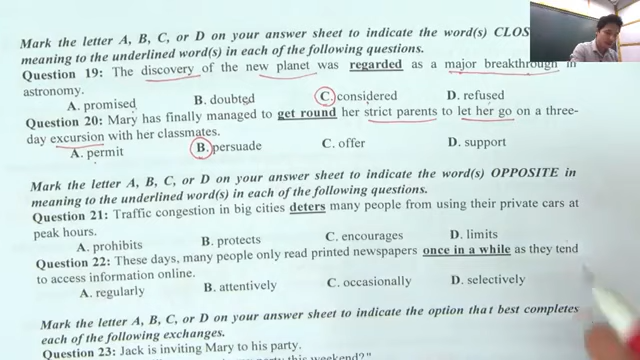 Mark the letter A, B, C, or D on your answer sheet to indicate the word(s) CLOS
meaning to the underlined word(s) in each of the following questions.
Question 19: The discovery of the new planet was regarded as a major breakthrough in
astronomy.
A. promised B. doubted C. considered D. refused
Question 20: Mary has finally managed to get round her strict parents to let her go on a three-
day excursion with her classmates.
A. permit B. persuade C. offer D. support
Mark the letter A, B, C, or D on your answer sheet to indicate the word(s) OPPOSITE in
meaning to the underlined word(s) in each of the following questions.
Question 21: Traffic congestion in big cities deters many people from using their private cars at
peak hours.
A. prohibits B. protects C. encourages D. limits
Question 22: These days, many people only read printed newspapers once in a while as they tend
to access information online.
A. regularly B. attentively C. occasionally D. selectively
Mark the letter A, B, C, or D on your answer sheet to indicate the option that best completes
each of the following exchanges.
Question 23: Jack is inviting Mary to his party.
party this weekend?"